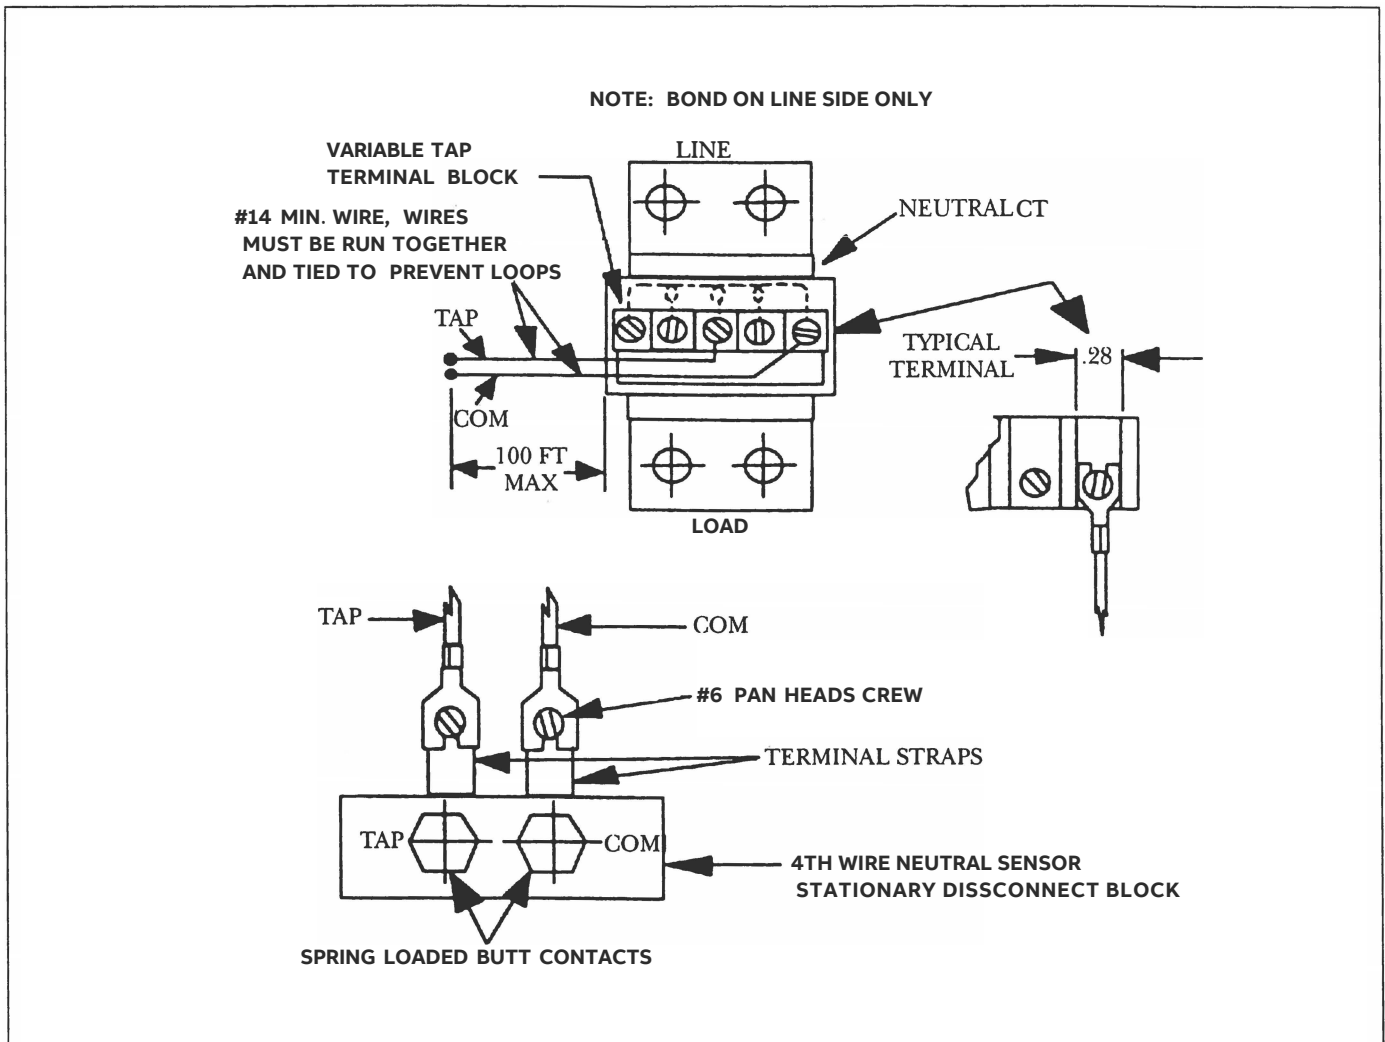 NOTE: BOND ON LINE SIDE ONLY
VARIABLE TAP
TERMINAL BLOCK
LINE
#14 MIN. WIRE, WIRES
MUST BE RUN TOGETHER
AND TIED TO PREVENT LOOPS
NEUTRAL CT
TAP
COM
100 FT
MAX
TYPICAL
TERMINAL
.28
LOAD
TAP
COM
#6 PAN HEADS CREW
TERMINAL STRAPS
TAP
COM
4TH WIRE NEUTRAL SENSOR
STATIONARY DISSCONNECT BLOCK
SPRING LOADED BUTT CONTACTS